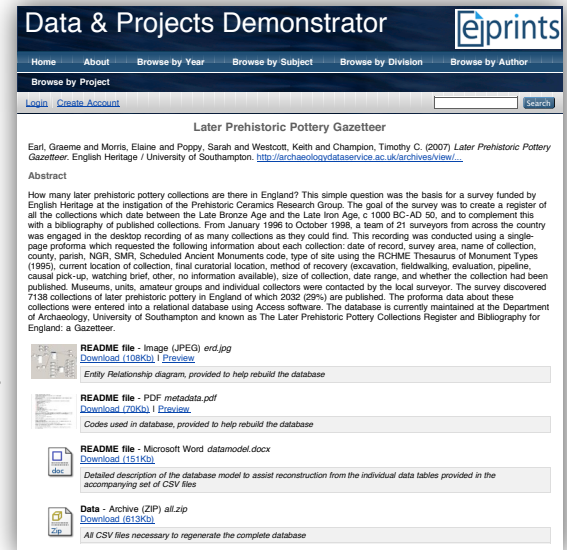 Data & Projects Demonstrator
eprints
Home About Browse by Year Browse by Subject Browse by Division Browse by Author
Browse by Project
Login Create Account
Search
Later Prehistoric Pottery Gazetteer
Earl, Graeme and Morris, Elaine and Poppy, Sarah and Westcott, Keith and Champion, Timothy C. (2007) Later Prehistoric Pottery
Gazetteer. English Heritage / University of Southampton. http://archaeologydataservice.ac.uk/archives/view/...
Abstract
How many later prehistoric pottery collections are there in England? This simple question was the basis for a survey funded by
English Heritage at the instigation of the Prehistoric Ceramics Research Group. The goal of the survey was to create a register of
all the collections which date between the Late Bronze Age and the Late Iron Age, c 1000 BC-AD 50, and to complement this
with a bibliography of published collections. From January 1996 to October 1998, a team of 21 surveyors from across the country
was engaged in the desktop recording of as many collections as they could find. This recording was conducted using a single-
page proforma which requested the following information about each collection: date of record, survey area, name of collection,
county, parish, NGR, SMR, Scheduled Ancient Monuments code, type of site using the RCHME Thesaurus of Monument Types
(1995), current location of collection, final curatorial location, method of recovery (excavation, fieldwalking, evaluation, pipeline,
causal pick-up, watching brief, other, no information available), size of collection, date range, and whether the collection had been
published. Museums, units, amateur groups and individual collectors were contacted by the local surveyor. The survey discovered
7138 collections of later prehistoric pottery in England of which 2032 (29%) are published. The proforma data about these
collections were entered into a relational database using Access software. The database is currently maintained at the Department
of Archaeology, University of Southampton and known as The Later Prehistoric Pottery Collections Register and Bibliography for
England: a Gazetteer.
README file - Image (JPEG) erd.jpg
Download (108Kb) | Preview
Entity Relationship diagram, provided to help rebuild the database
README file - PDF metadata.pdf
Download (70Kb) | Preview
Codes used in database, provided to help rebuild the database
doc
README file - Microsoft Word datamodel.docx
Download (151Kb)
Detailed description of the database model to assist reconstruction from the individual data tables provided in the
accompanying set of CSV files
Zip
Data - Archive (ZIP) all.zip
Download (613Kb)
All CSV files necessary to regenerate the complete database